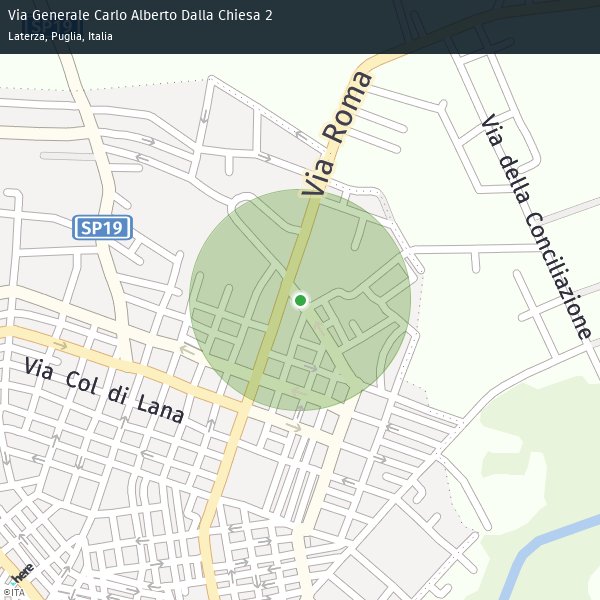 Via Generale Carlo Alberto Dalla Chiesa 2
Laterza, Puglia, Italia
SP19
Via Roma
Via della Conciliazione
SP19
Via Col di Lana
here
©ITA